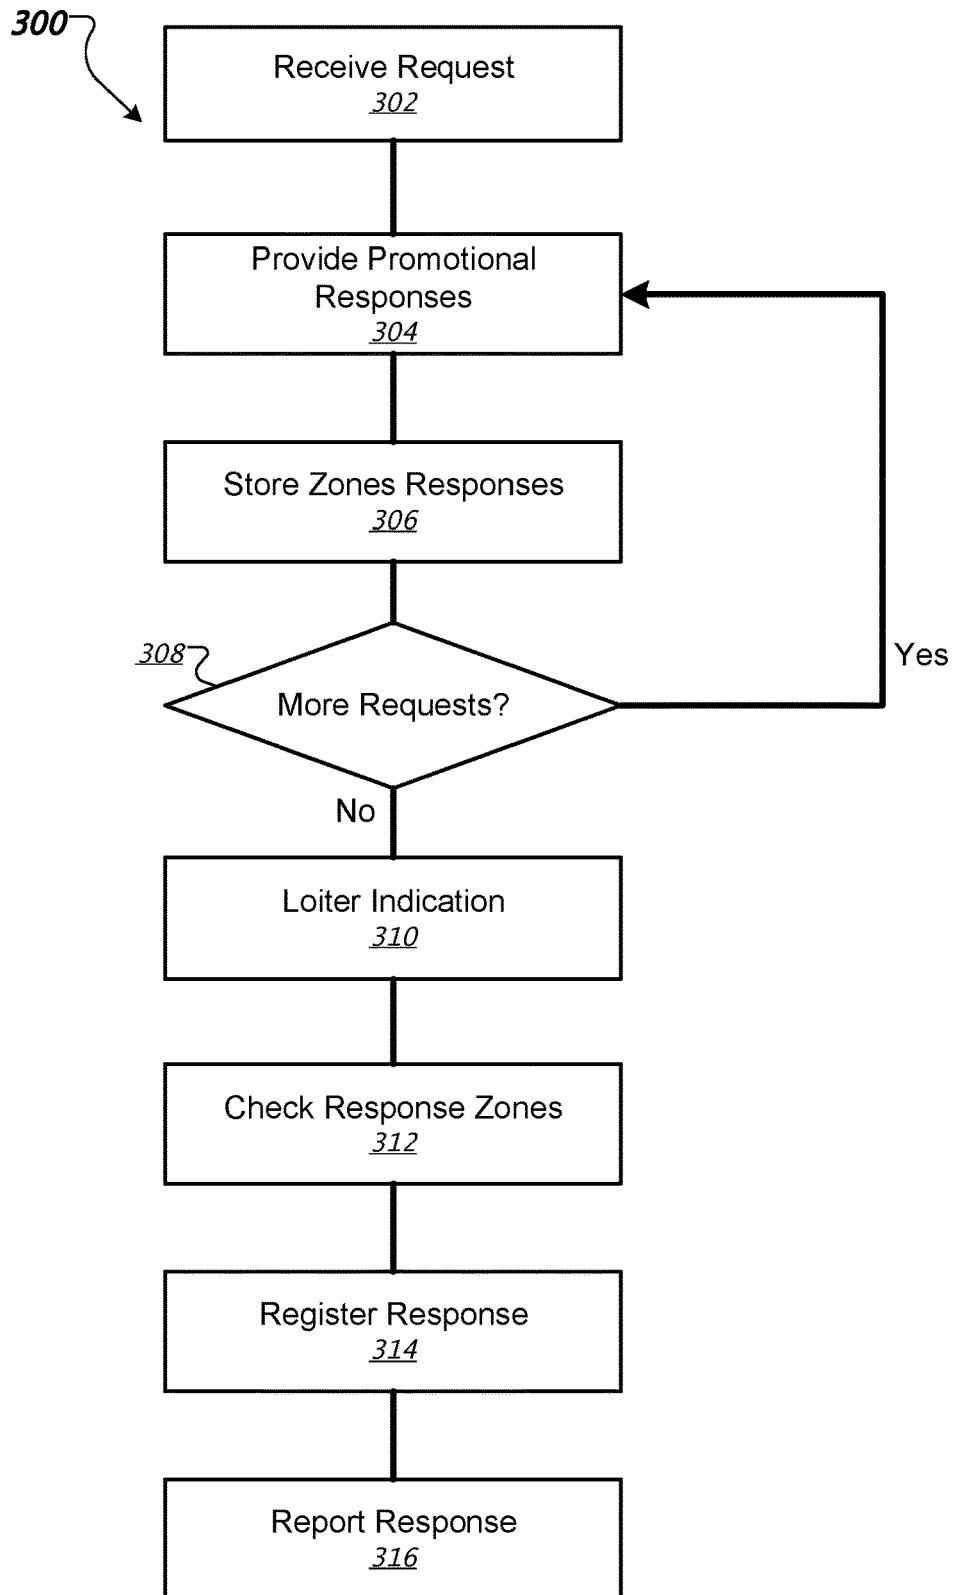 300
Receive Request
302
Provide Promotional
Responses
304
Store Zones Responses
306
308
More Requests?
Yes
No
Loiter Indication
310
Check Response Zones
312
Register Response
314
Report Response
316